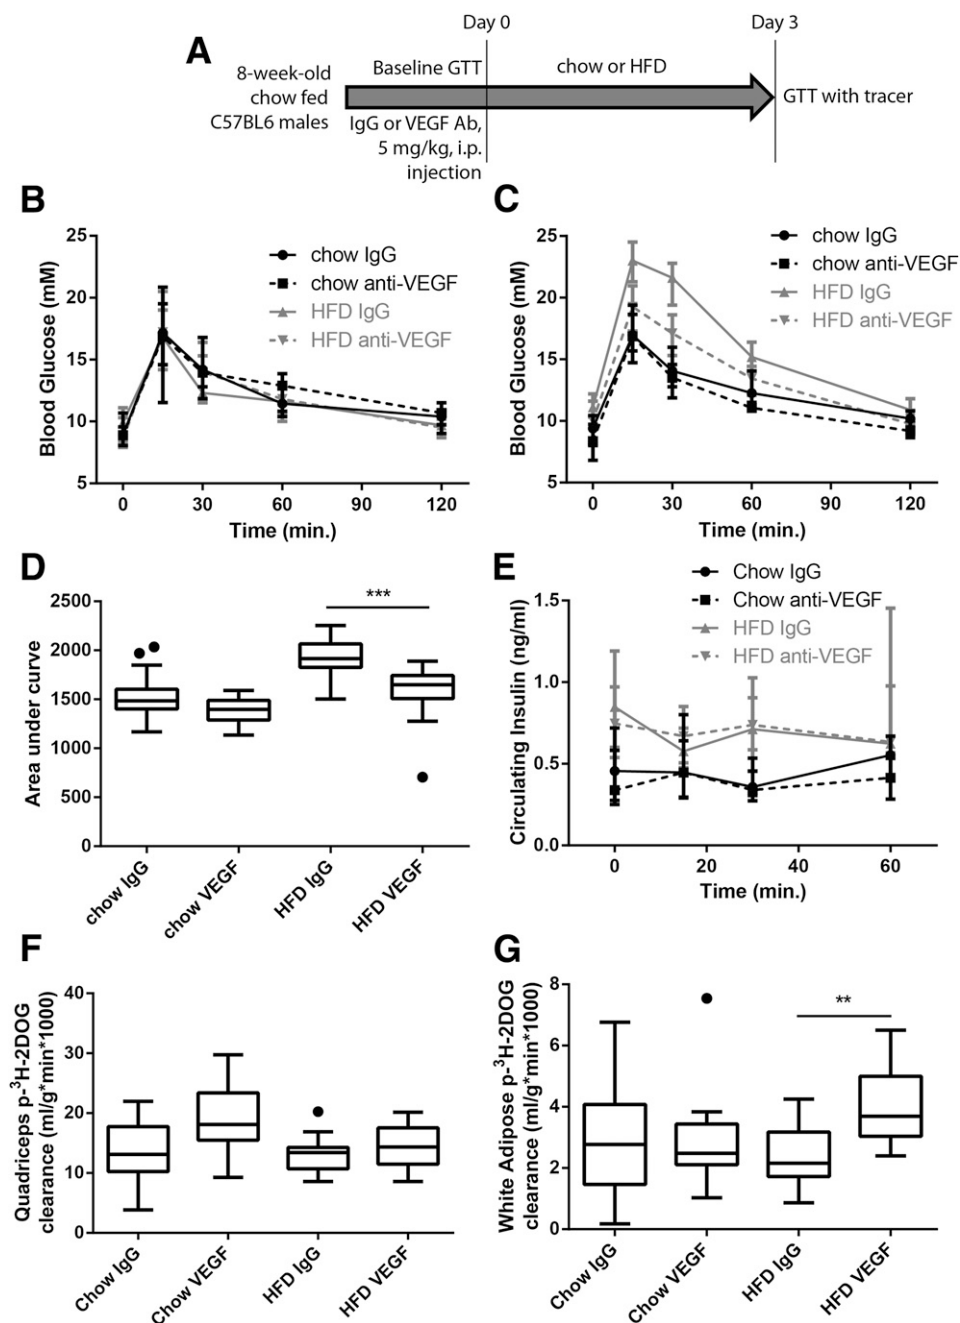 A
Day 0
Day 3
8-week-old
chow fed
C57BL6 males
Baseline GTT
chow or HFD
GTT with tracer
IgG or VEGF Ab,
5 mg/kg, i.p.
injection
B
Blood Glucose (mM)
25
20
15
10
5
0
30
60
90
120
Time (min.)
chow IgG
chow anti-VEGF
HFD IgG
HFD anti-VEGF
C
Blood Glucose (mM)
25
20
15
10
5
0
30
60
90
120
Time (min.)
chow IgG
chow anti-VEGF
HFD IgG
HFD anti-VEGF
D
Area under curve
2500
2000
1500
1000
500
0
***
chow IgG
chow VEGF
HFD IgG
HFD VEGF
E
Circulating Insulin (ng/ml)
1.5
1.0
0.5
0.0
0
20
40
60
Time (min.)
Chow IgG
Chow anti-VEGF
HFD IgG
HFD anti-VEGF
F
Quadriceps p-³H-2DOG
clearance (ml/g*min*1000)
40
30
20
10
0
Chow IgG
Chow VEGF
HFD IgG
HFD VEGF
G
White Adipose p-³H-2DOG
clearance (ml/g*min*1000)
8
6
4
2
0
**
Chow IgG
Chow VEGF
HFD IgG
HFD VEGF